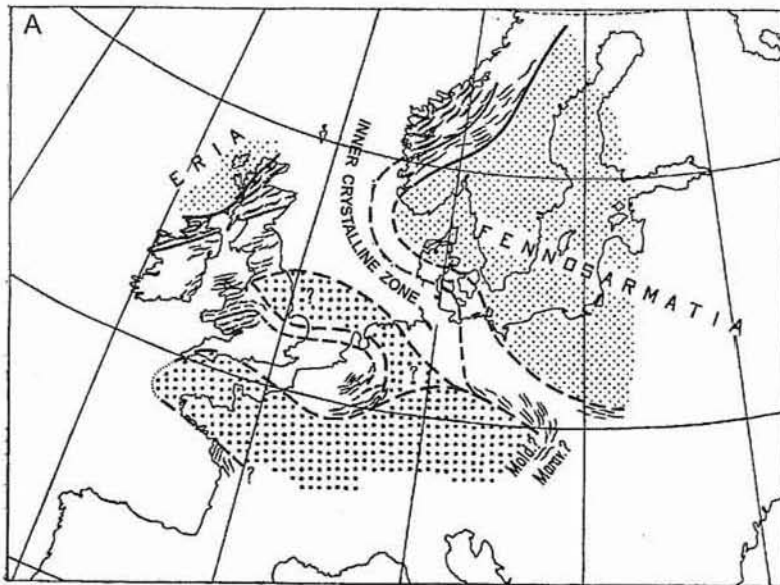 A
ERIA
INNER CRYSTALLINE ZONE
FENNOSARMATIA
?
?
?
Mold.?
Morav.?